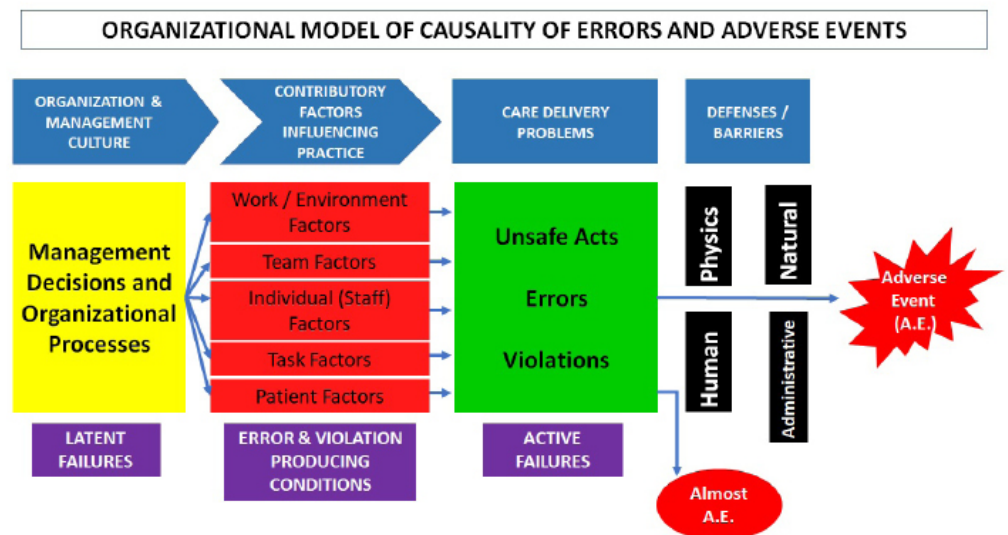 ORGANIZATIONAL MODEL OF CAUSALITY OF ERRORS AND ADVERSE EVENTS
ORGANIZATION &
MANAGEMENT
CULTURE
CONTRIBUTORY
FACTORS
INFLUENCING
PRACTICE
CARE DELIVERY
PROBLEMS
DEFENSES /
BARRIERS
Management
Decisions and
Organizational
Processes
Work / Environment
Factors
Team Factors
Individual (Staff)
Factors
Task Factors
Patient Factors
Unsafe Acts
Errors
Violations
Physics
Natural
Human
Administrative
Adverse
Event
(A.E.)
LATENT
FAILURES
ERROR & VIOLATION
PRODUCING
CONDITIONS
ACTIVE
FAILURES
Almost
A.E.